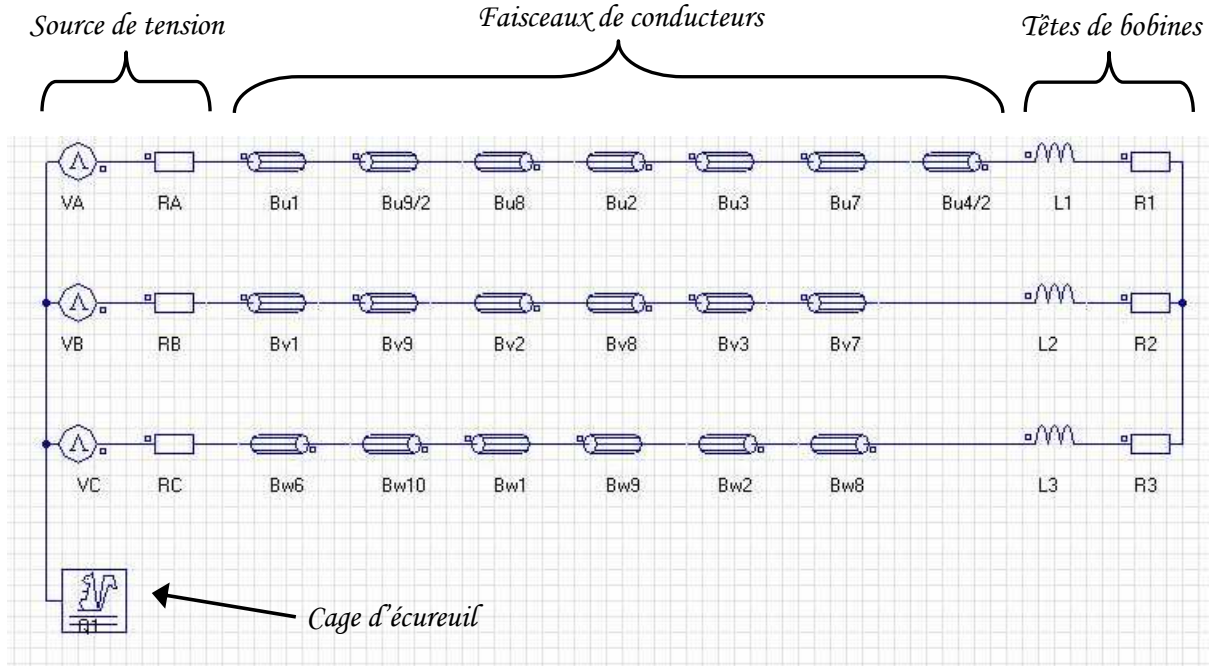 Source de tension
Faisceaux de conducteurs
Têtes de bobines
VA RA Bu1 Bu9/2 Bu8 Bu2 Bu3 Bu7 Bu4/2 L1 R1
VB RB Bv1 Bv9 Bv2 Bv8 Bv3 Bv7 L2 R2
VC RC Bw6 Bw10 Bw1 Bw9 Bw2 Bw8 L3 R3
Q1
Cage d'écureuil